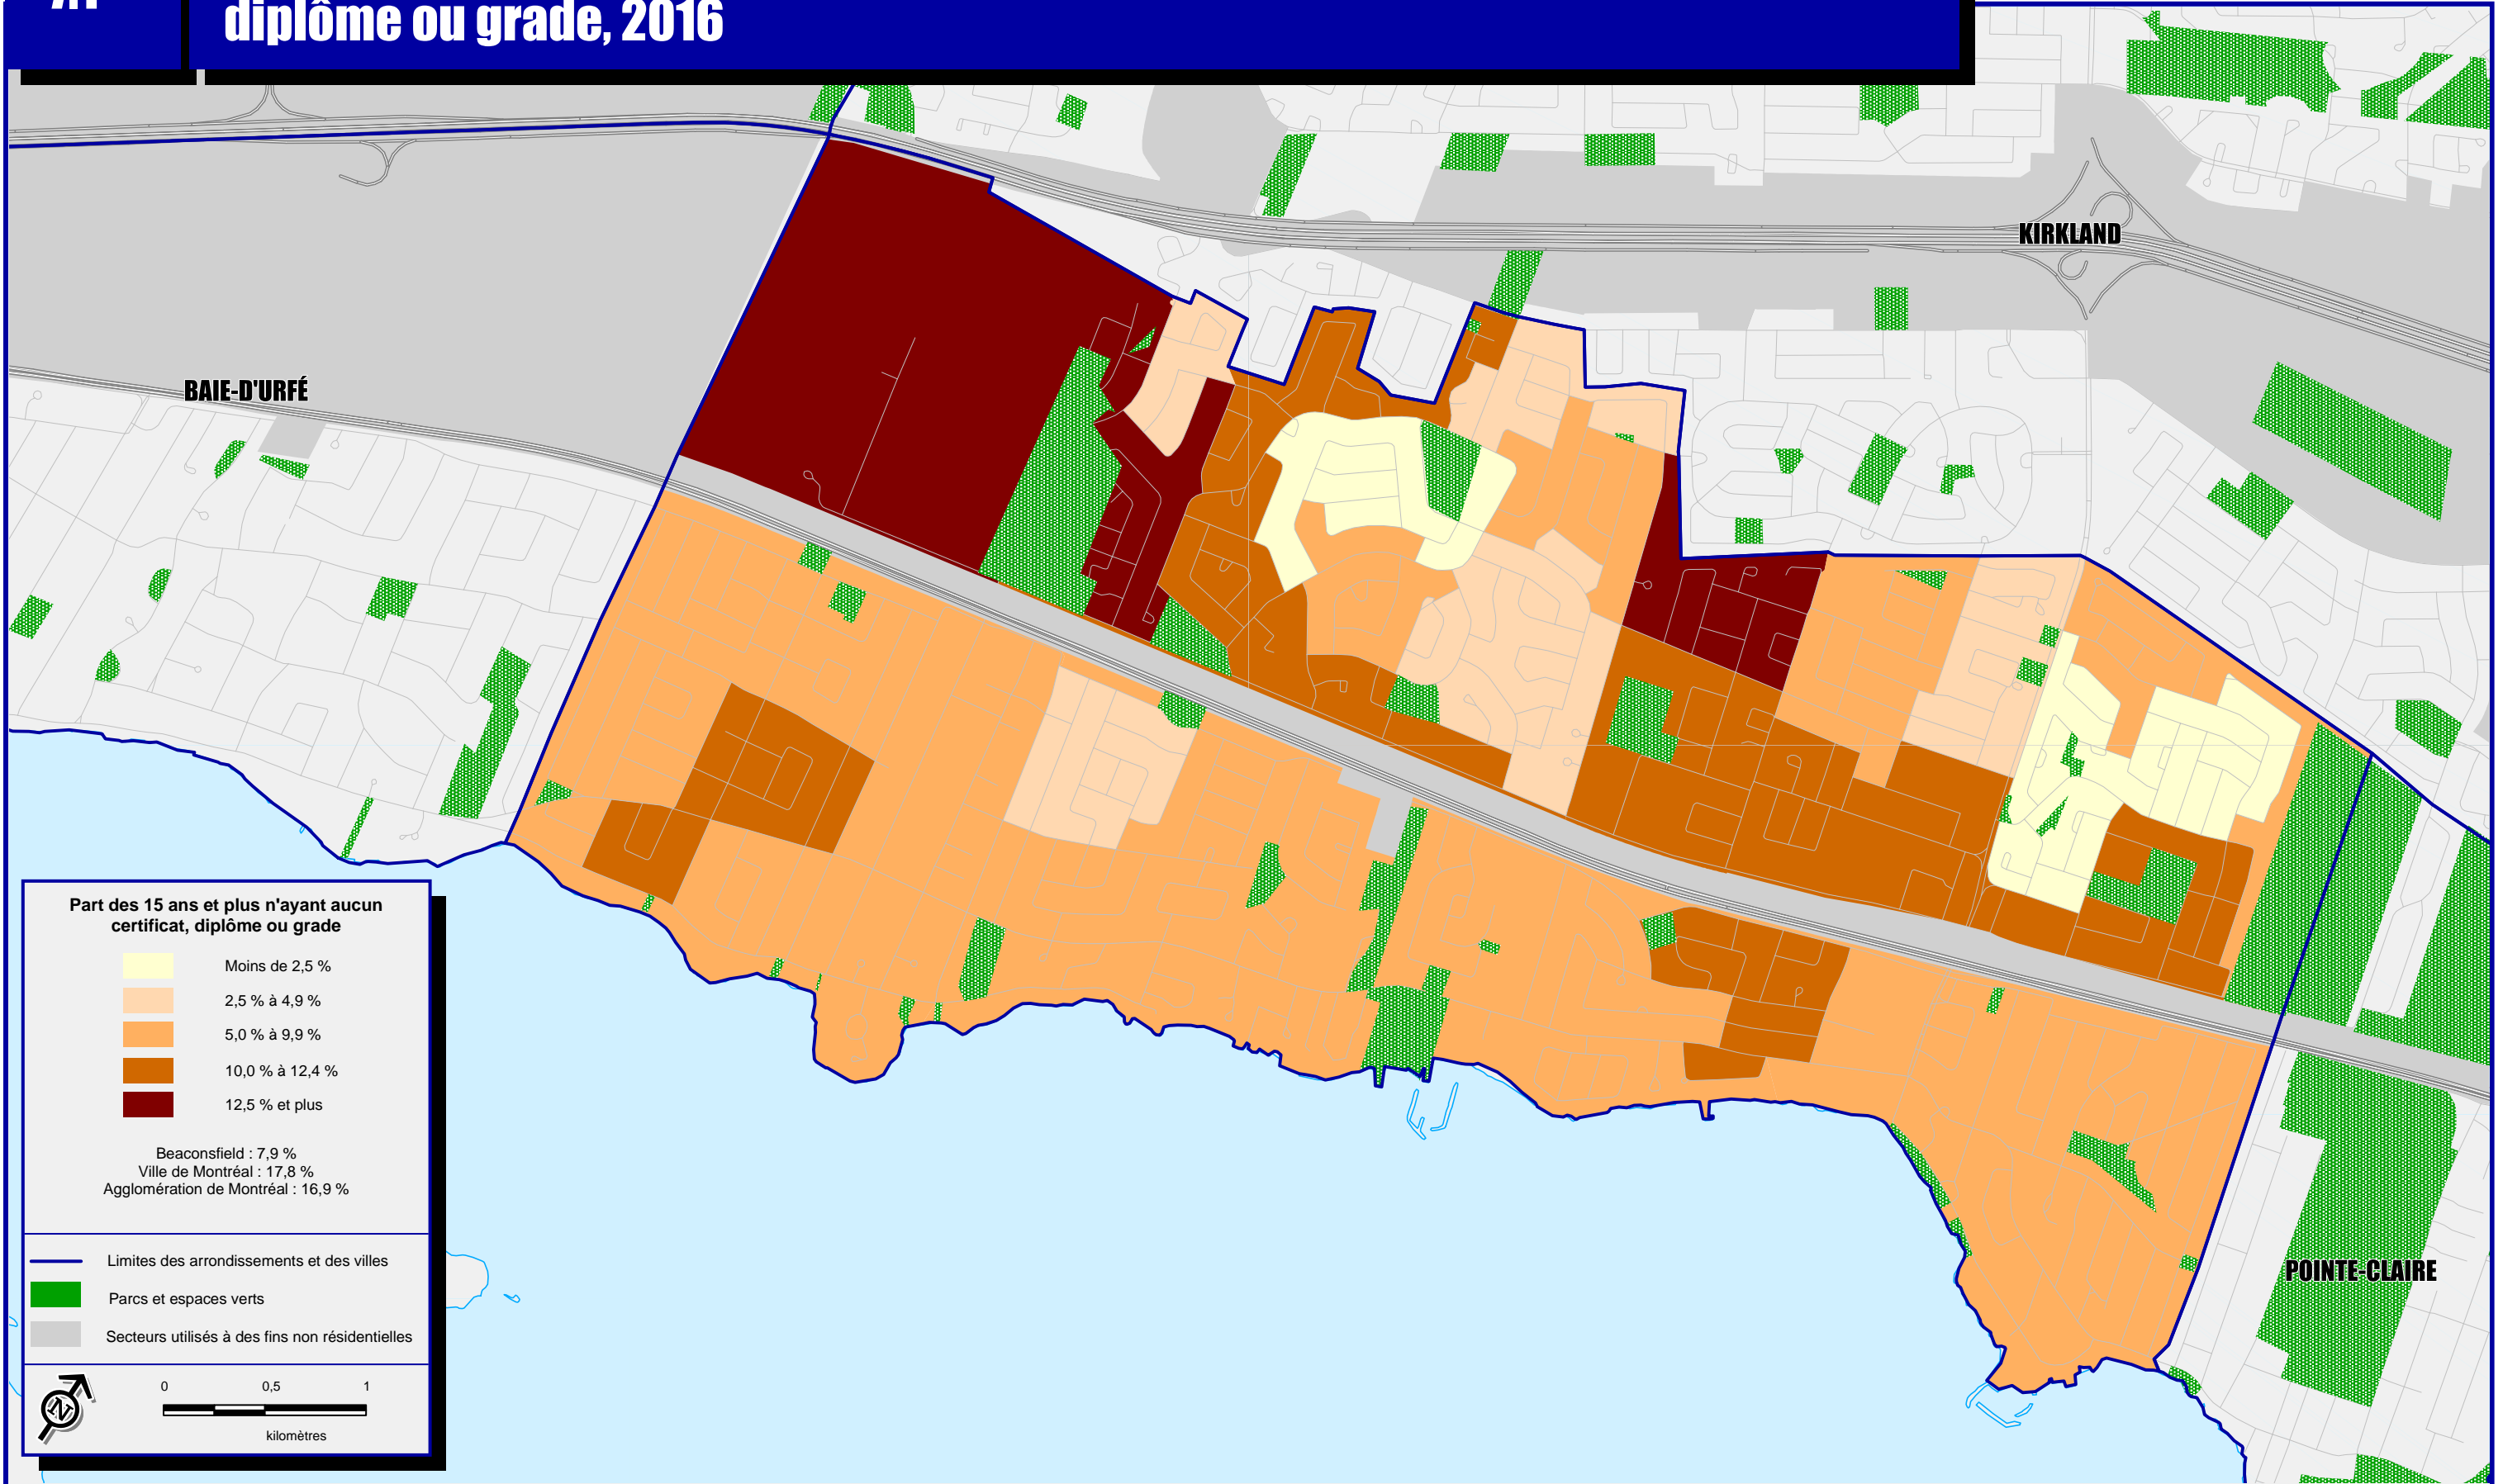 diplôme ou grade, 2016
KIRKLAND
BAIE-D'URFÉ
POINTE-CLAIRE
Part des 15 ans et plus n'ayant aucun
certificat, diplôme ou grade
Moins de 2,5 %
2,5 % à 4,9 %
5,0 % à 9,9 %
10,0 % à 12,4 %
12,5 % et plus
Beaconsfield : 7,9 %
Ville de Montréal : 17,8 %
Agglomération de Montréal : 16,9 %
Limites des arrondissements et des villes
Parcs et espaces verts
Secteurs utilisés à des fins non résidentielles
N
0 0,5 1
kilomètres